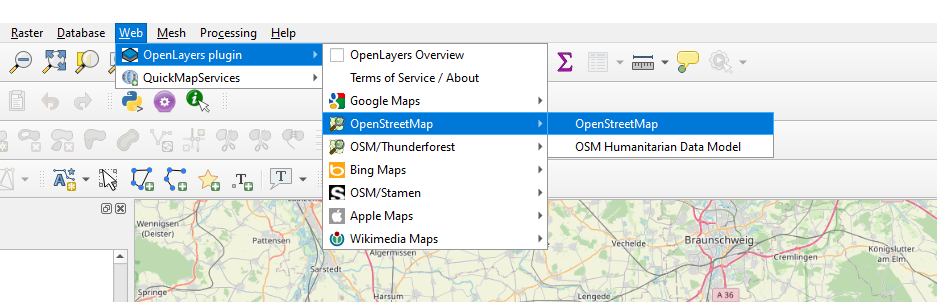 Raster Database Web Mesh Processing Help
OpenLayers plugin
QuickMapServices
OpenLayers Overview
Terms of Service / About
Google Maps
OpenStreetMap
OSM/Thunderforest
Bing Maps
OSM/Stamen
Apple Maps
Wikimedia Maps
OpenStreetMap
OSM Humanitarian Data Model
T
T
Wennigsen
(Deister)
Pattensen
Sarstedt
Algermissen
Springe
Harsum
Vechelde
Braunschweig
Cremlingen
Königslutter
am Elm
Lengede
A 36